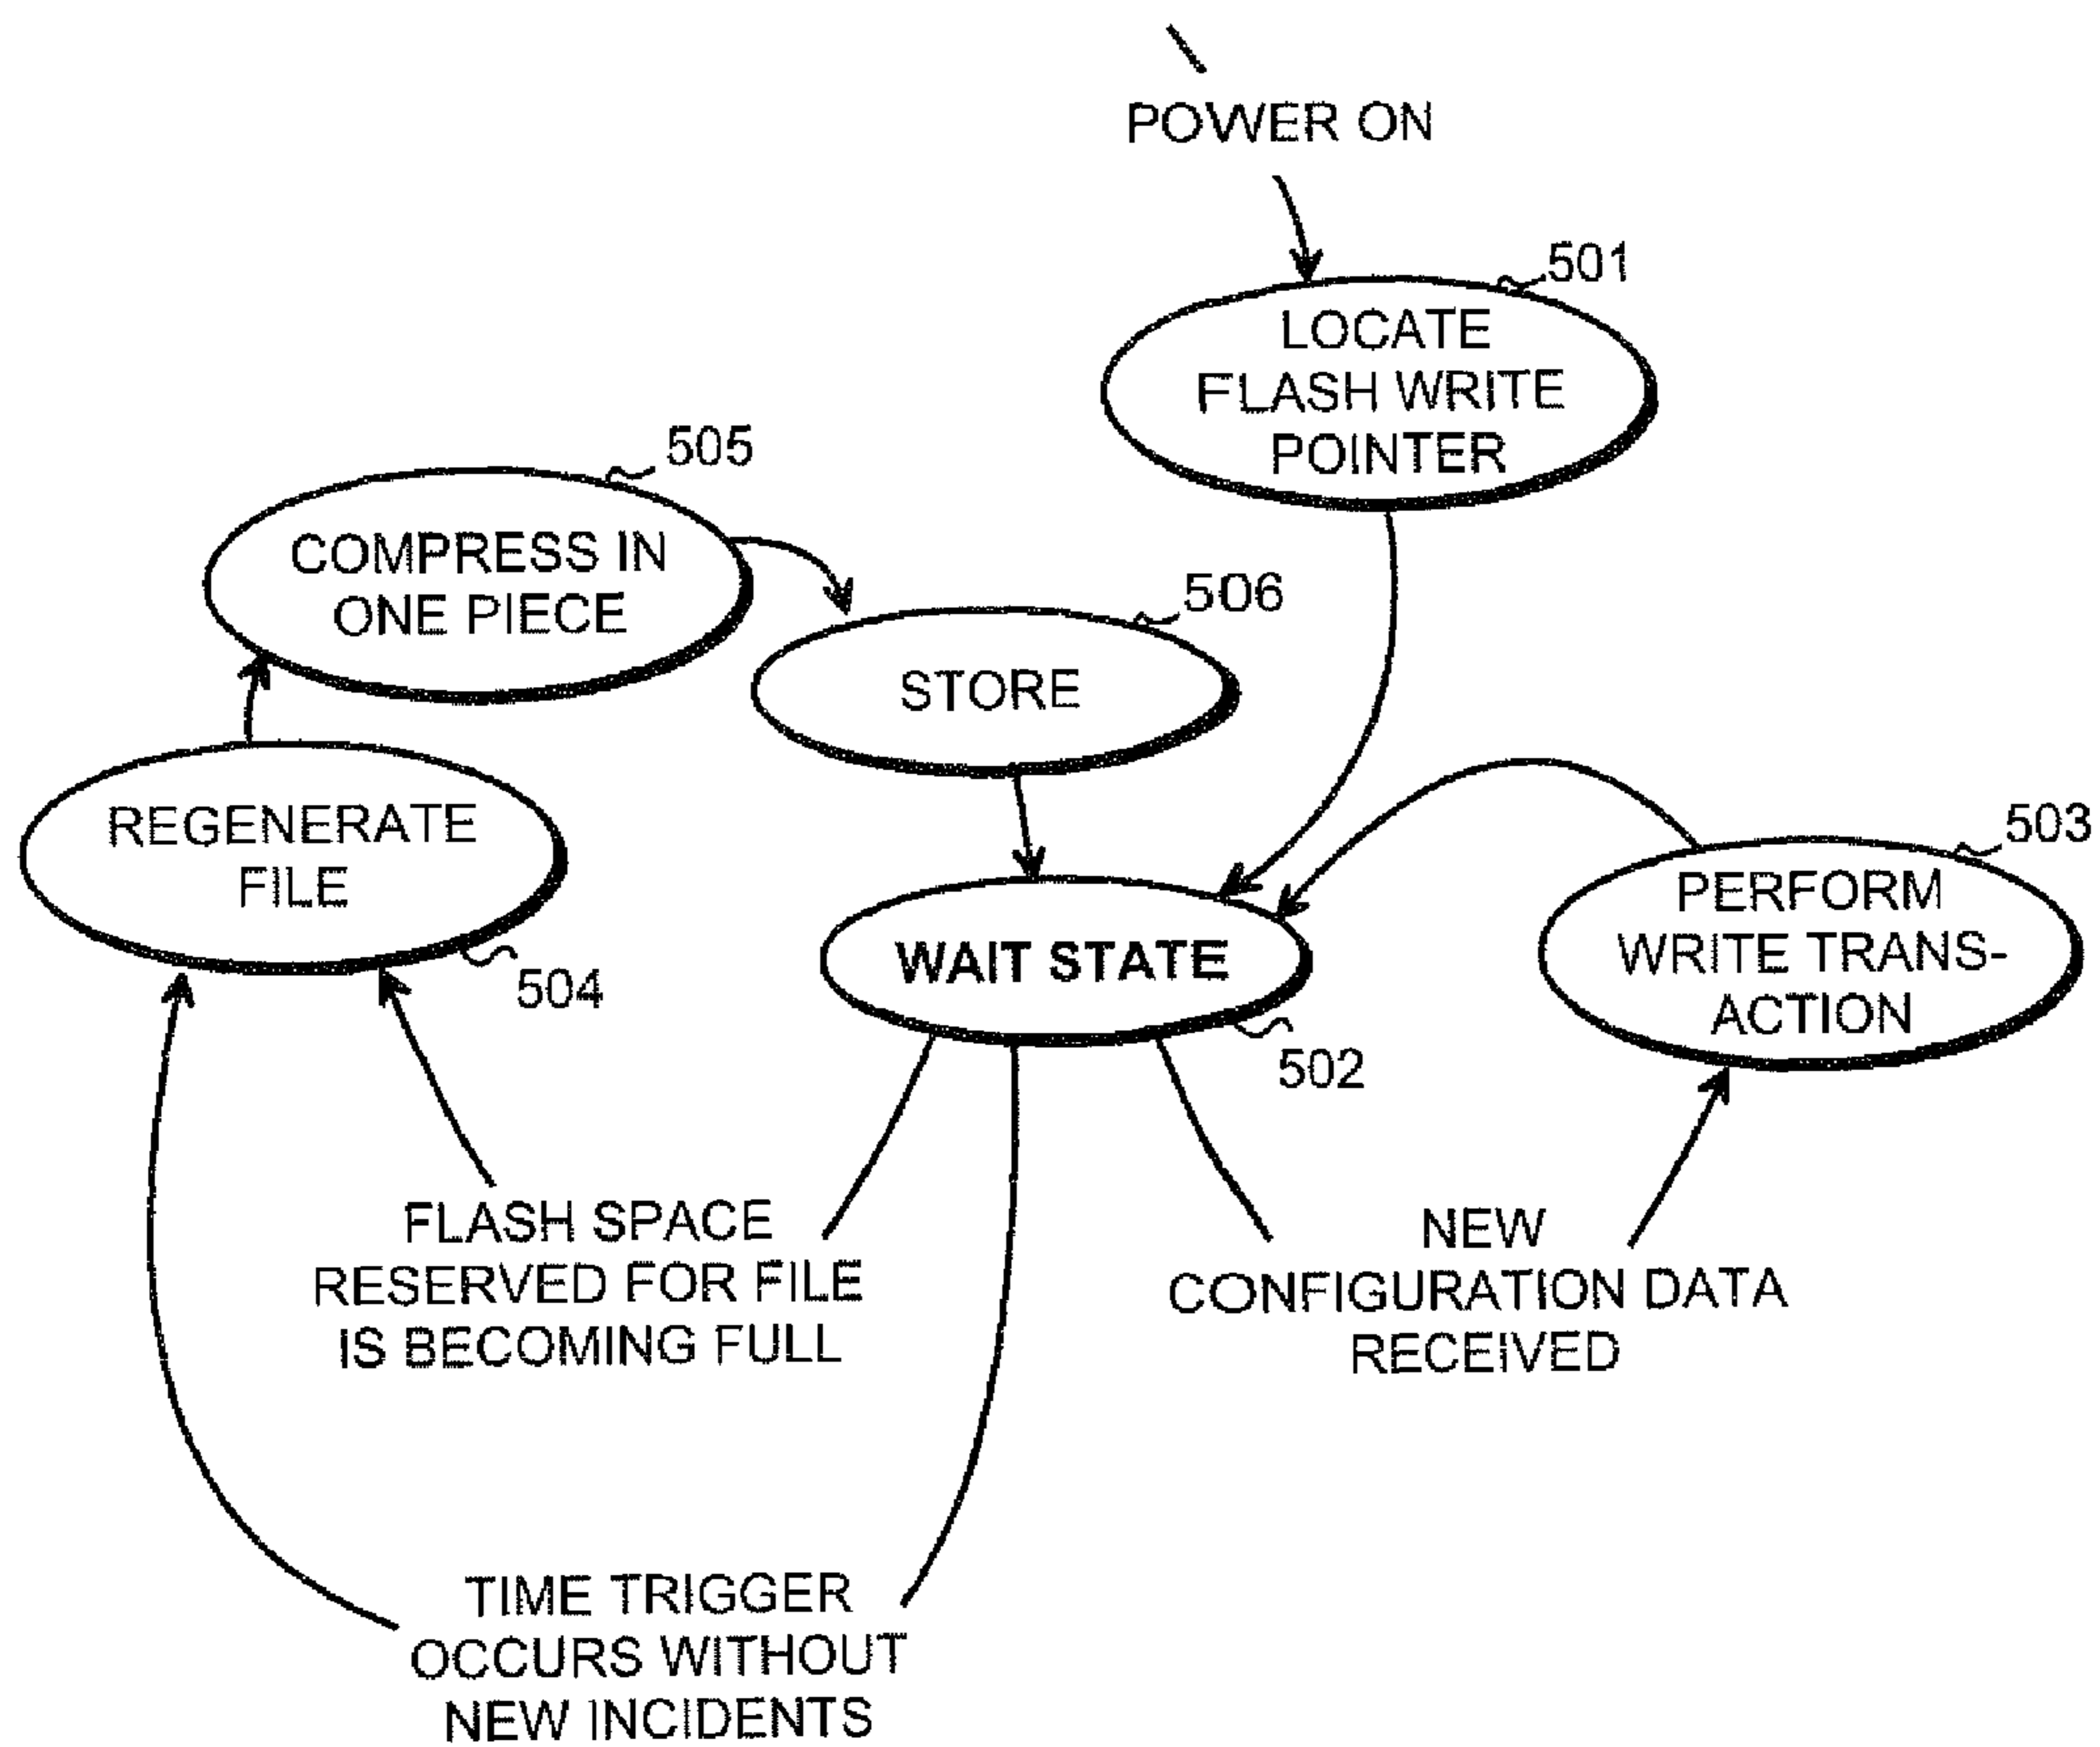 POWER ON
501
LOCATE
FLASH WRITE
POINTER
505
COMPRESS IN
ONE PIECE
506
STORE
REGENERATE
FILE
504
503
PERFORM
WRITE TRANS-
ACTION
WAIT STATE
502
FLASH SPACE
RESERVED FOR FILE
IS BECOMING FULL
NEW
CONFIGURATION DATA
RECEIVED
TIME TRIGGER
OCCURS WITHOUT
NEW INCIDENTS